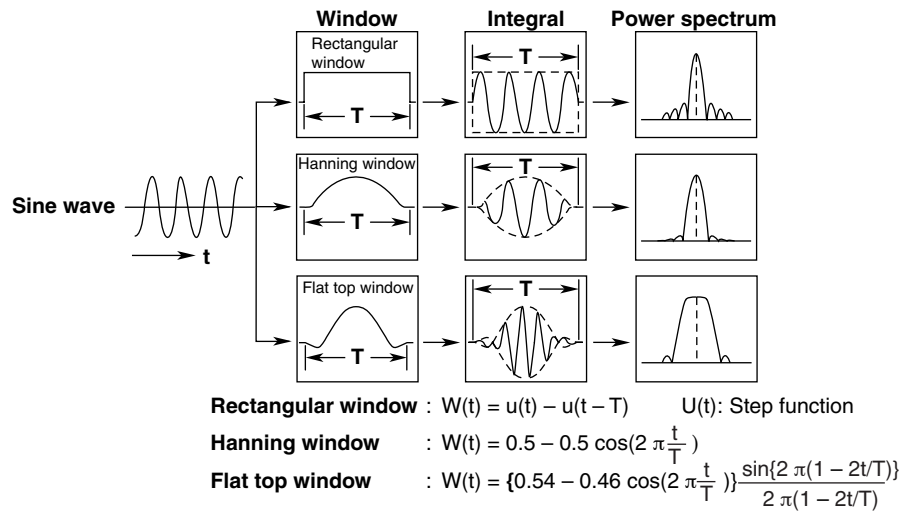 Window Integral Power spectrum
Rectangular
window
T
T
Hanning window
T
T
Sine wave
t
Flat top window
T
T
Rectangular window : W(t) = u(t) – u(t – T) U(t): Step function
Hanning window : W(t) = 0.5 – 0.5 cos(2 π t/T )
Flat top window : W(t) = {0.54 – 0.46 cos(2 π t/T )} sin{2 π(1 – 2t/T)} / 2 π(1 – 2t/T)